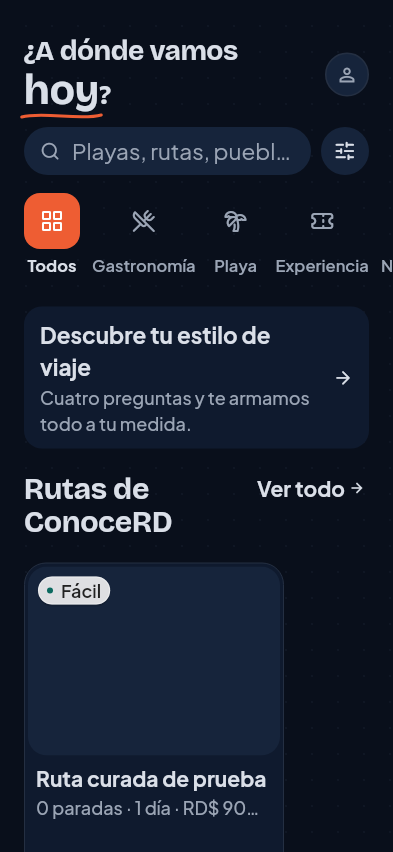 ¿A dónde vamos
hoy?
Playas, rutas, puebl...
Todos Gastronomía Playa Experiencia N
Descubre tu estilo de
viaje
Cuatro preguntas y te armamos
todo a tu medida.
Rutas de
ConoceRD
Ver todo →
Fácil
Ruta curada de prueba
0 paradas · 1 día · RD$ 90...